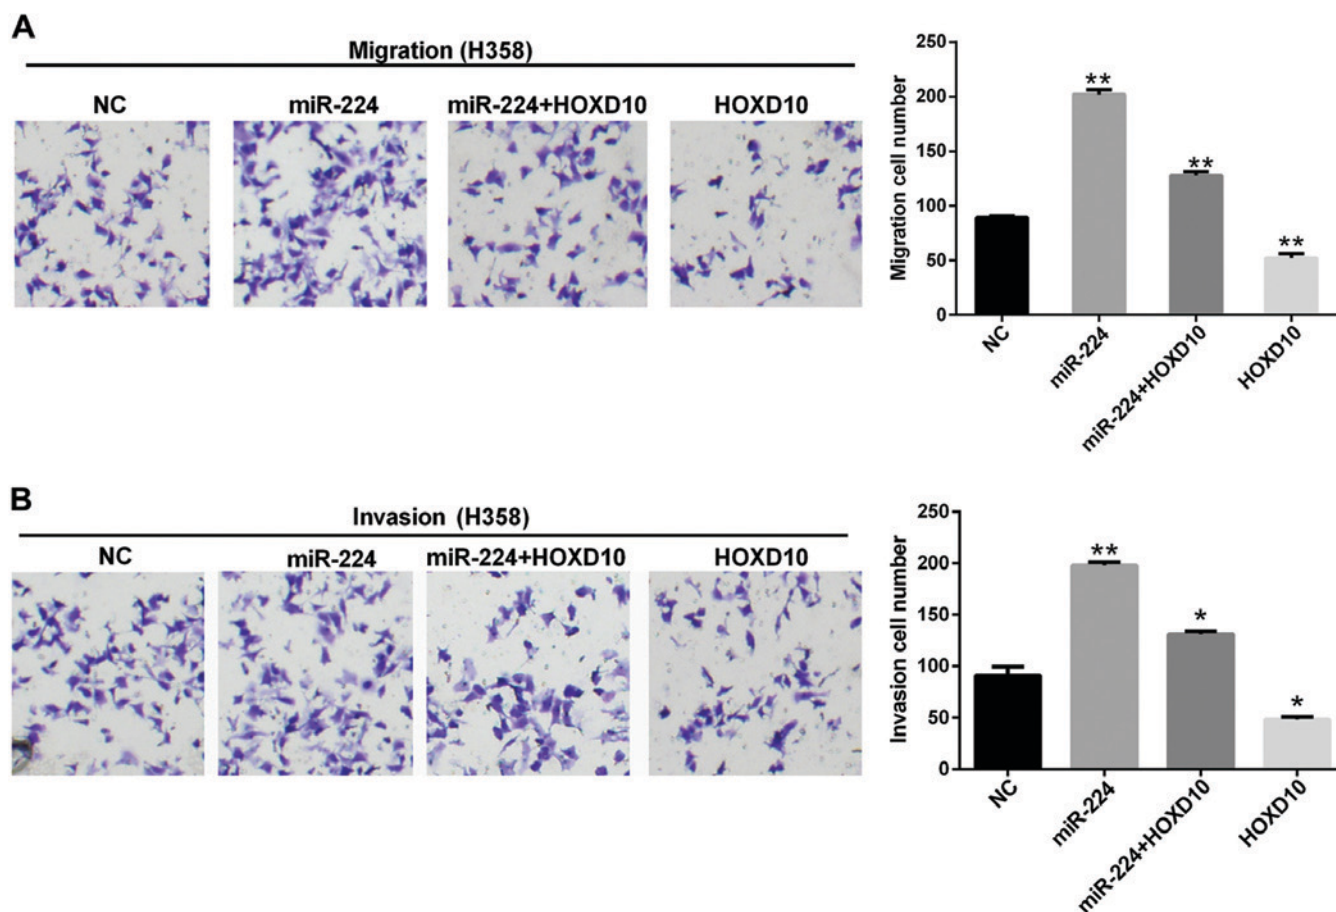 A
Migration (H358)
NC
miR-224
miR-224+HOXD10
HOXD10
Migration cell number
250
200
150
100
50
0
**
**
**
NC
miR-224
miR-224+HOXD10
HOXD10
B
Invasion (H358)
NC
miR-224
miR-224+HOXD10
HOXD10
Invasion cell number
250
200
150
100
50
0
**
*
*
NC
miR-224
miR-224+HOXD10
HOXD10